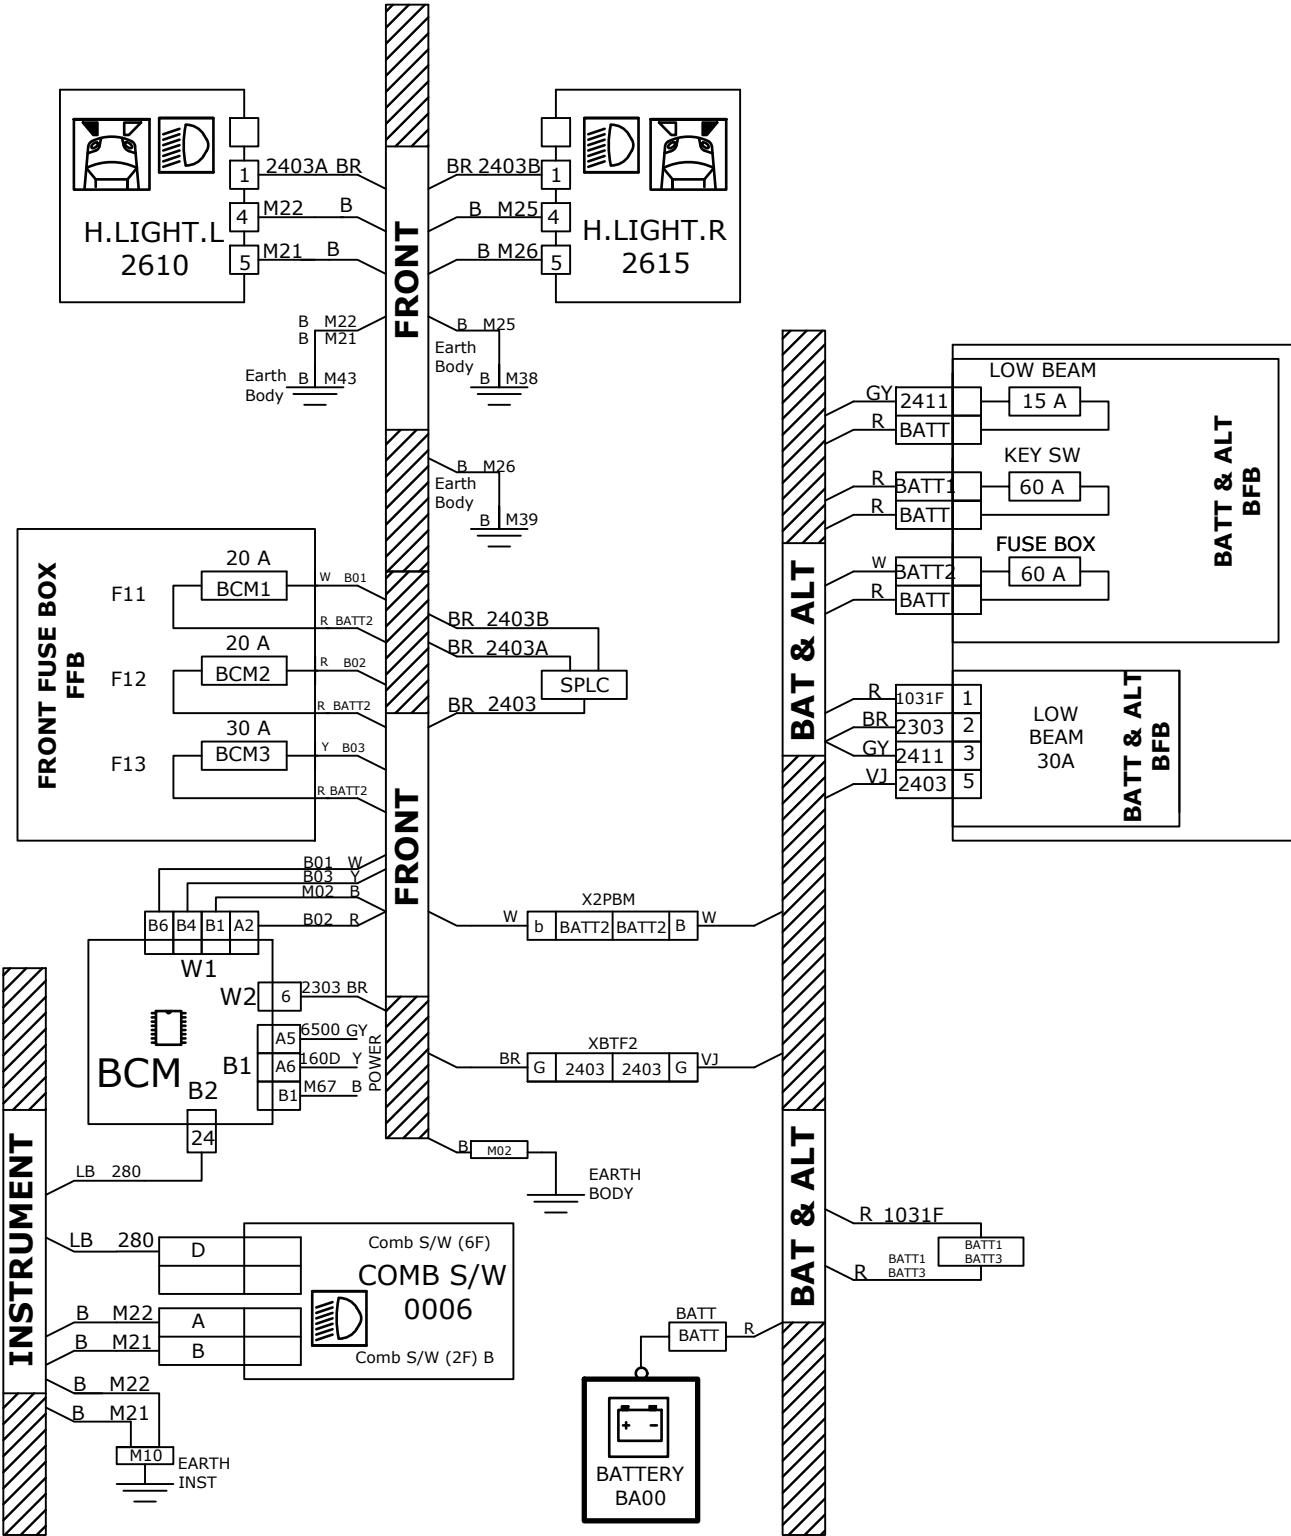 1
2403A BR
4
M22
B
5
M21
B
H.LIGHT.L
2610
BR 2403B
1
B
M25
4
B M26
5
H.LIGHT.R
2615
FRONT
B M22
B M21
Earth
Body
B M43
B M25
Earth
Body
B M38
B M26
Earth
Body
B M39
LOW BEAM
GY
2411
15 A
R
BATT
KEY SW
R
BATT1
60 A
R
BATT
FUSE BOX
W
BATT2
60 A
R
BATT
BATT & ALT
BFB
FRONT FUSE BOX
FFB
20 A
F11
BCM1
W B01
R BATT2
20 A
F12
BCM2
R B02
R BATT2
30 A
F13
BCM3
Y B03
R BATT2
BR 2403B
BR 2403A
SPLC
BR 2403
BAT & ALT
R
1031F
1
BR
2303
2
GY
2411
3
VJ
2403
5
LOW
BEAM
30A
BATT & ALT
BFB
FRONT
B01 W
B03 Y
M02 B
B02 R
B6
B4
B1
A2
W1
W2
6
2303 BR
A5
6500 GY
B1
A6
160D Y
B1
M67 B
POWER
BCM
B2
24
LB 280
X2PBM
W
b
BATT2
BATT2
B
W
XBTF2
BR
G
2403
2403
G
VJ
B
M02
EARTH
BODY
INSTRUMENT
LB 280
D
Comb S/W (6F)
COMB S/W
0006
B M22
A
B M21
B
Comb S/W (2F) B
B M22
B M21
M10
EARTH
INST
BAT & ALT
R 1031F
BATT1
BATT3
R
BATT1
BATT3
BATT
BATT
R
+ -
BATTERY
BA00